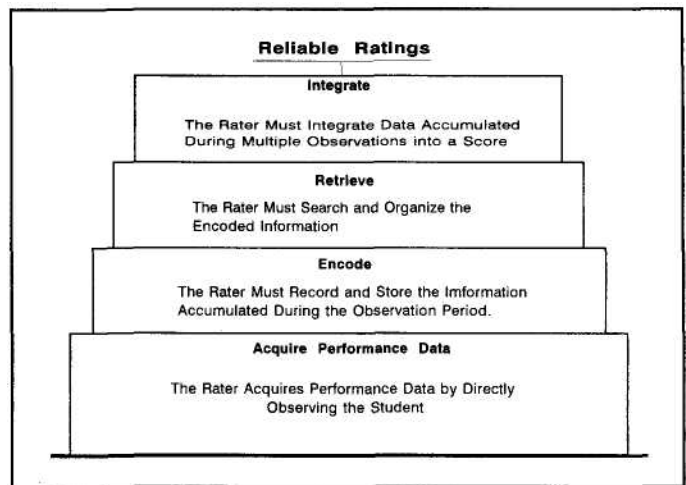 Reliable Ratings
Integrate
The Rater Must Integrate Data Accumulated
During Multiple Observations into a Score
Retrieve
The Rater Must Search and Organize the
Encoded Information
Encode
The Rater Must Record and Store the Imformation
Accumulated During the Observation Period.
Acquire Performance Data
The Rater Acquires Performance Data by Directly
Observing the Student